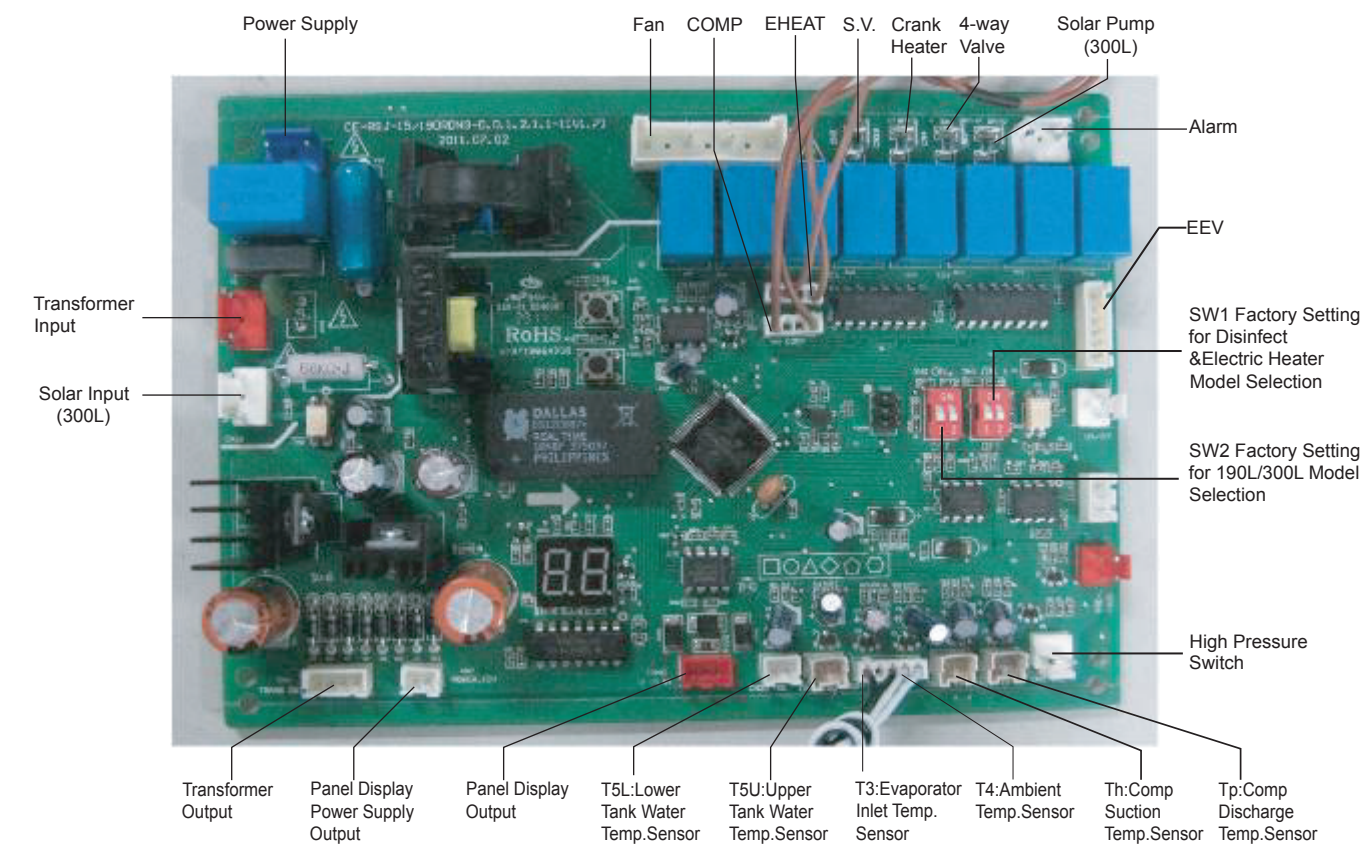 Power Supply
Fan
COMP
EHEAT
S.V.
Crank
Heater
4-way
Valve
Solar Pump
(300L)
Alarm
EEV
Transformer
Input
SW1 Factory Setting
for Disinfect
&Electric Heater
Model Selection
Solar Input
(300L)
SW2 Factory Setting
for 190L/300L Model
Selection
High Pressure
Switch
2011.07.02
RoHS
DALLAS
REAL TIME
PHILIPPINES
Transformer
Output
Panel Display
Power Supply
Output
Panel Display
Output
T5L:Lower
Tank Water
Temp.Sensor
T5U:Upper
Tank Water
Temp.Sensor
T3:Evaporator
Inlet Temp.
Sensor
T4:Ambient
Temp.Sensor
Th:Comp
Suction
Temp.Sensor
Tp:Comp
Discharge
Temp.Sensor